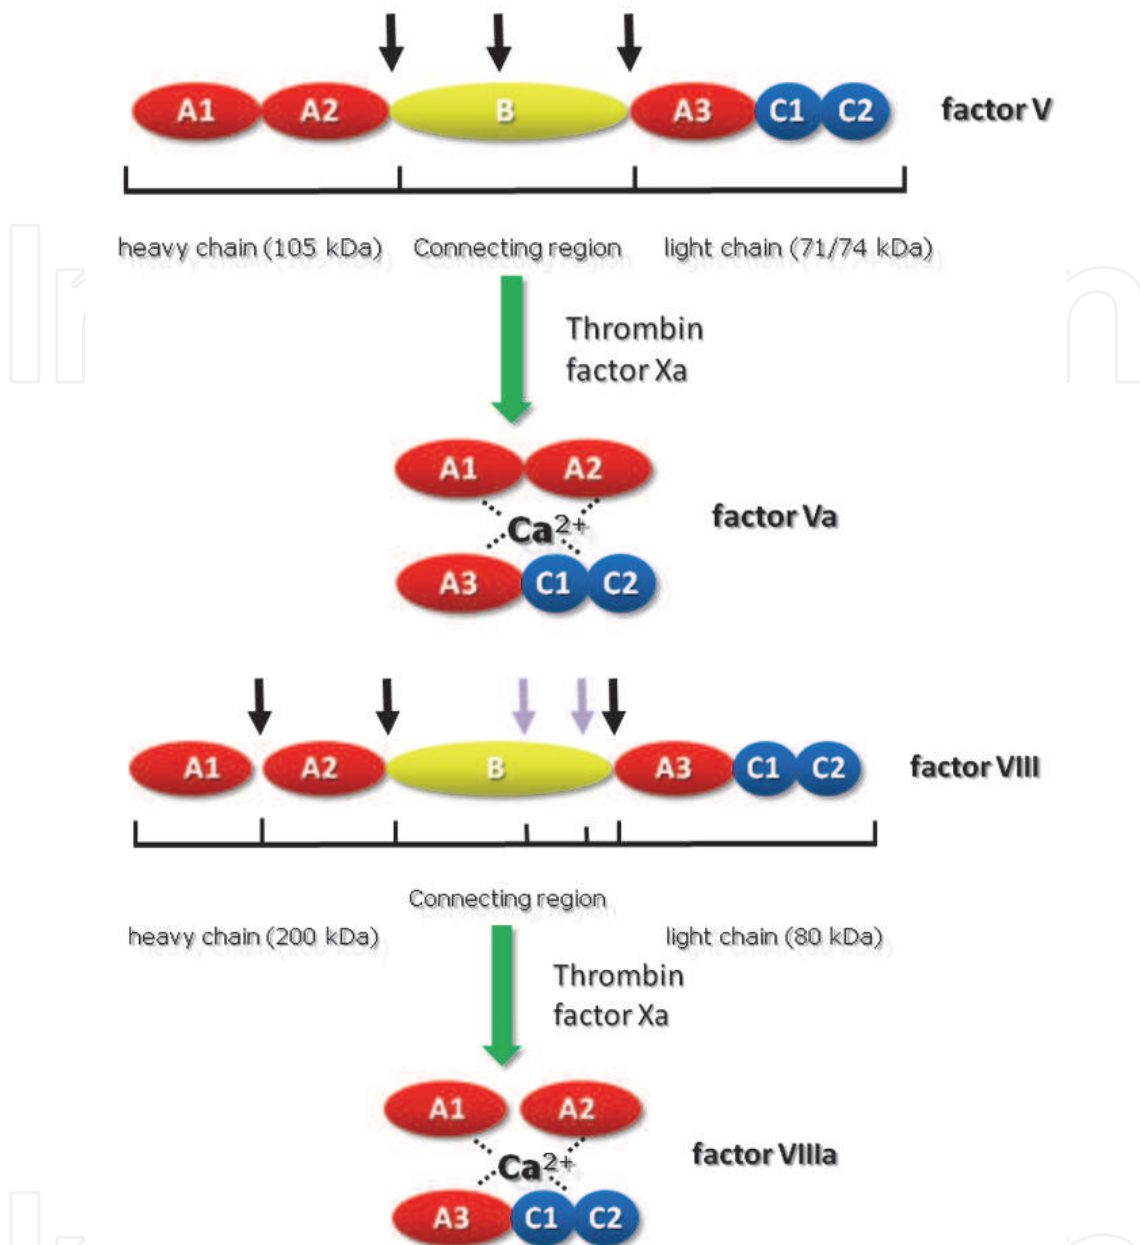 A1 A2 B A3 C1 C2 factor V
heavy chain (105 kDa) Connecting region light chain (71/74 kDa)
Thrombin
factor Xa
A1 A2
Ca2+ factor Va
A3 C1 C2
A1 A2 B A3 C1 C2 factor VIII
Connecting region
heavy chain (200 kDa) light chain (80 kDa)
Thrombin
factor Xa
A1 A2
Ca2+ factor VIIIa
A3 C1 C2